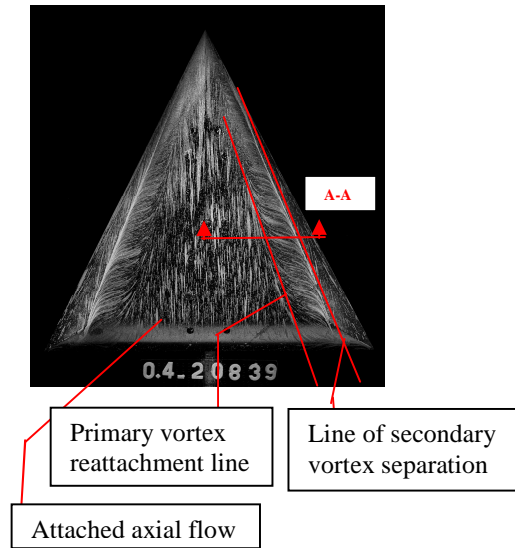 A-A
0.4_20839
Primary vortex
reattachment line
Line of secondary
vortex separation
Attached axial flow